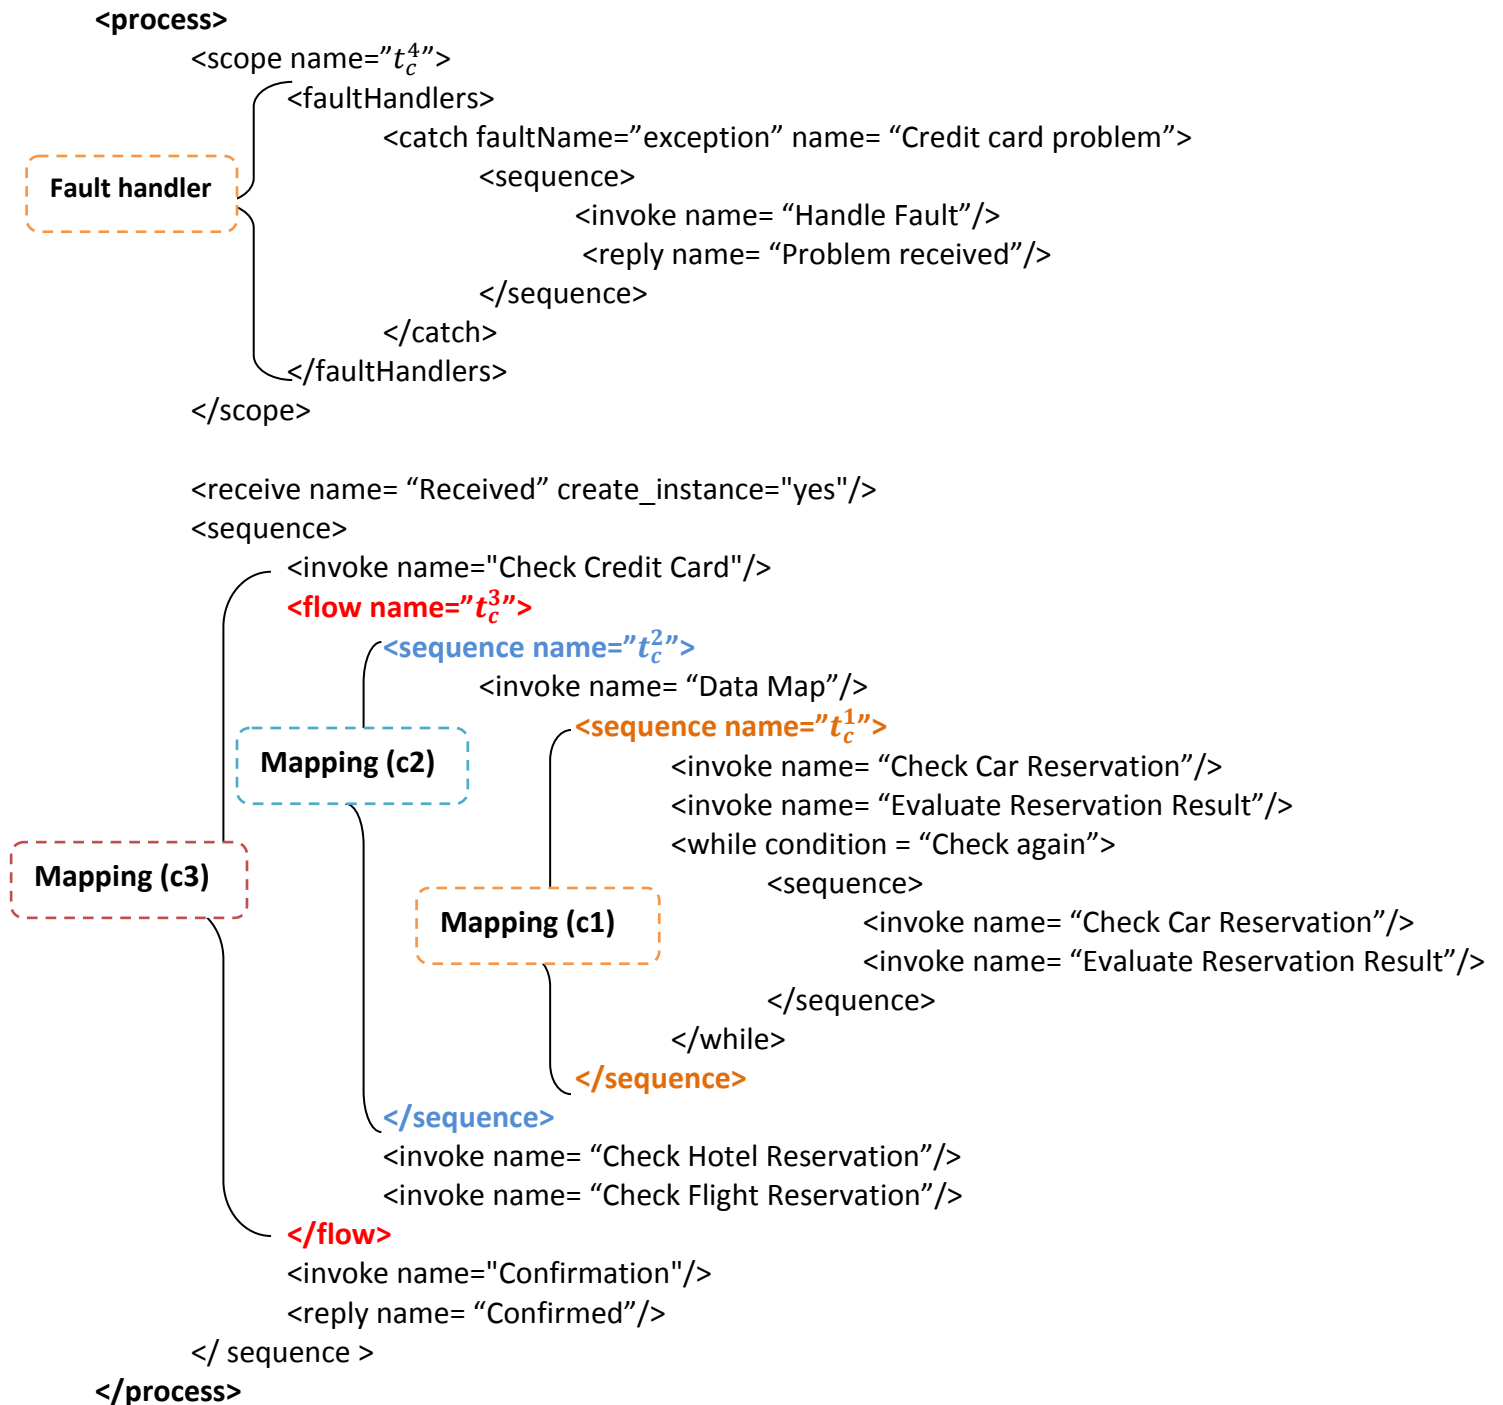 <process>
<scope name=”t_c^4”>
<faultHandlers>
<catch faultName=”exception” name= “Credit card problem”>
Fault handler
<sequence>
<invoke name= “Handle Fault”/>
<reply name= “Problem received”/>
</sequence>
</catch>
</faultHandlers>
</scope>
<receive name= “Received” create_instance="yes"/>
<sequence>
<invoke name="Check Credit Card"/>
<flow name=”t_c^3”>
<sequence name=”t_c^2”>
<invoke name= “Data Map”/>
<sequence name=”t_c^1”>
Mapping (c2)
<invoke name= “Check Car Reservation”/>
<invoke name= “Evaluate Reservation Result”/>
<while condition = “Check again”>
Mapping (c3)
<sequence>
Mapping (c1)
<invoke name= “Check Car Reservation”/>
<invoke name= “Evaluate Reservation Result”/>
</sequence>
</while>
</sequence>
</sequence>
<invoke name= “Check Hotel Reservation”/>
<invoke name= “Check Flight Reservation”/>
</flow>
<invoke name="Confirmation"/>
<reply name= “Confirmed”/>
</ sequence >
</process>